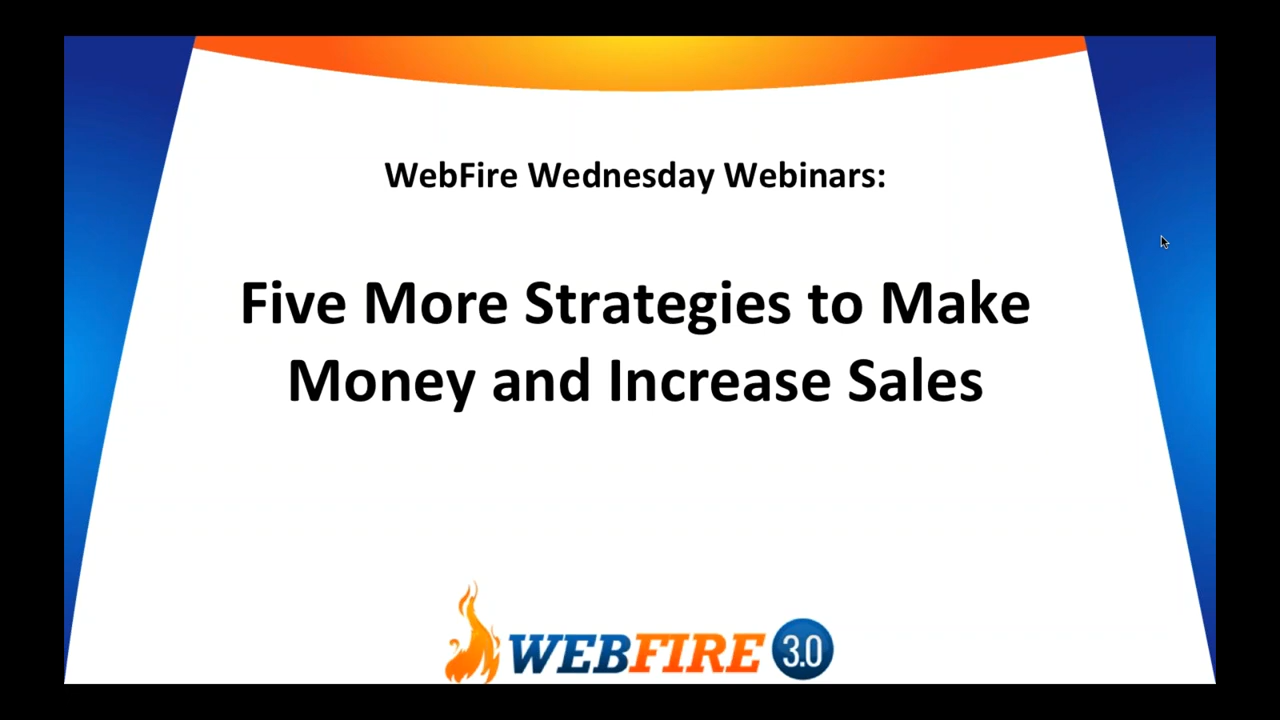 WebFire Wednesday Webinars:
Five More Strategies to Make
Money and Increase Sales
WEBFIRE 3.0